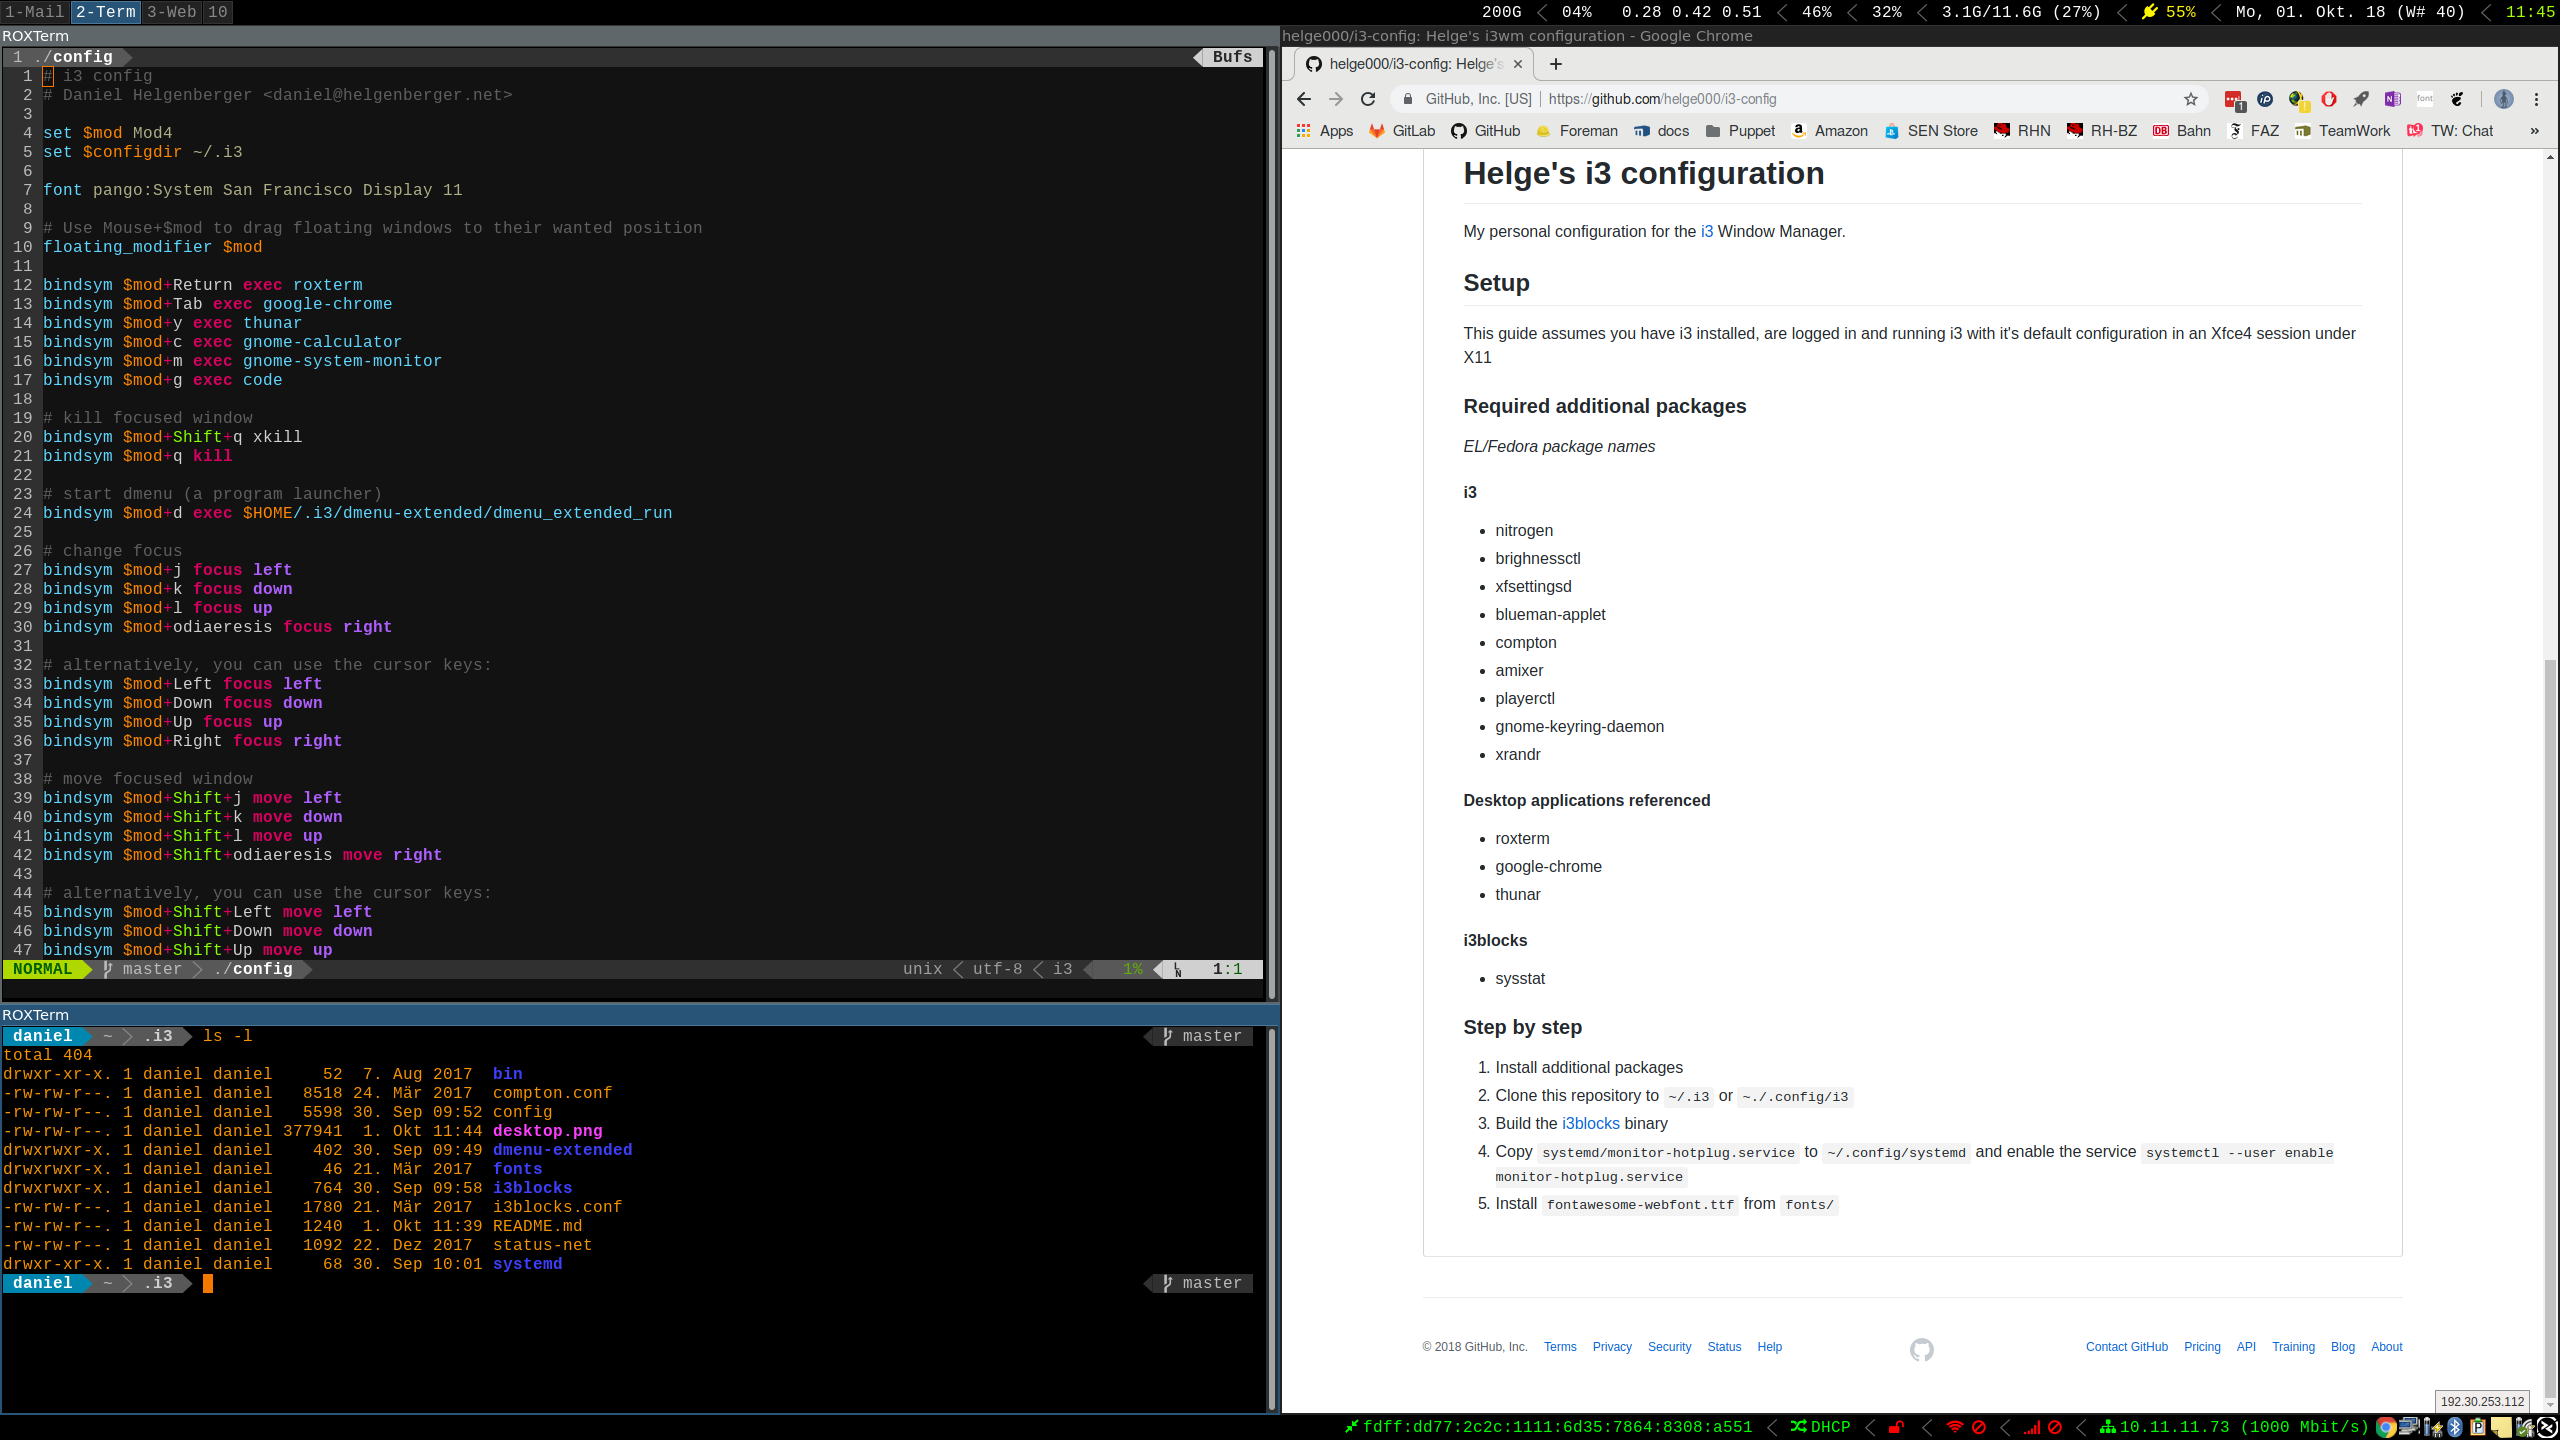 1-Mail 2-Term 3-Web 10
200G 04% 0.28 0.42 0.51 46% 32% 3.1G/11.6G (27%) 55% Mo, 01. Okt. 18 (W# 40) 11:45
ROXTerm
1 ./config Bufs
1 # i3 config
2 # Daniel Helgenberger <daniel@helgenberger.net>
3
4 set $mod Mod4
5 set $configdir ~/.i3
6
7 font pango:System San Francisco Display 11
8
9 # Use Mouse+$mod to drag floating windows to their wanted position
10 floating_modifier $mod
11
12 bindsym $mod+Return exec roxterm
13 bindsym $mod+Tab exec google-chrome
14 bindsym $mod+y exec thunar
15 bindsym $mod+c exec gnome-calculator
16 bindsym $mod+m exec gnome-system-monitor
17 bindsym $mod+g exec code
18
19 # kill focused window
20 bindsym $mod+Shift+q xkill
21 bindsym $mod+q kill
22
23 # start dmenu (a program launcher)
24 bindsym $mod+d exec $HOME/.i3/dmenu-extended/dmenu_extended_run
25
26 # change focus
27 bindsym $mod+j focus left
28 bindsym $mod+k focus down
29 bindsym $mod+l focus up
30 bindsym $mod+odiaeresis focus right
31
32 # alternatively, you can use the cursor keys:
33 bindsym $mod+Left focus left
34 bindsym $mod+Down focus down
35 bindsym $mod+Up focus up
36 bindsym $mod+Right focus right
37
38 # move focused window
39 bindsym $mod+Shift+j move left
40 bindsym $mod+Shift+k move down
41 bindsym $mod+Shift+l move up
42 bindsym $mod+Shift+odiaeresis move right
43
44 # alternatively, you can use the cursor keys:
45 bindsym $mod+Shift+Left move left
46 bindsym $mod+Shift+Down move down
47 bindsym $mod+Shift+Up move up
NORMAL master ./config unix utf-8 i3 1% LN 1:1
ROXTerm
daniel ~ .i3 ls -l master
total 404
drwxr-xr-x. 1 daniel daniel 52 7. Aug 2017 bin
-rw-rw-r--. 1 daniel daniel 8518 24. Mär 2017 compton.conf
-rw-rw-r--. 1 daniel daniel 5598 30. Sep 09:52 config
-rw-rw-r--. 1 daniel daniel 377941 1. Okt 11:44 desktop.png
drwxrwxr-x. 1 daniel daniel 402 30. Sep 09:49 dmenu-extended
drwxrwxr-x. 1 daniel daniel 46 21. Mär 2017 fonts
drwxrwxr-x. 1 daniel daniel 764 30. Sep 09:58 i3blocks
-rw-rw-r--. 1 daniel daniel 1780 21. Mär 2017 i3blocks.conf
-rw-rw-r--. 1 daniel daniel 1240 1. Okt 11:39 README.md
-rw-rw-r--. 1 daniel daniel 1092 22. Dez 2017 status-net
drwxr-xr-x. 1 daniel daniel 68 30. Sep 10:01 systemd
daniel ~ .i3 master
helge000/i3-config: Helge's i3wm configuration - Google Chrome
helge000/i3-config: Helge's
GitHub, Inc. [US] https://github.com/helge000/i3-config
Apps GitLab GitHub Foreman docs Puppet Amazon SEN Store RHN RH-BZ Bahn FAZ TeamWork TW: Chat »
Helge's i3 configuration
My personal configuration for the i3 Window Manager.
Setup
This guide assumes you have i3 installed, are logged in and running i3 with it's default configuration in an Xfce4 session under
X11
Required additional packages
EL/Fedora package names
i3
• nitrogen
• brighnessctl
• xfsettingsd
• blueman-applet
• compton
• amixer
• playerctl
• gnome-keyring-daemon
• xrandr
Desktop applications referenced
• roxterm
• google-chrome
• thunar
i3blocks
• sysstat
Step by step
1. Install additional packages
2. Clone this repository to ~/.i3 or ~./.config/i3
3. Build the i3blocks binary
4. Copy systemd/monitor-hotplug.service to ~/.config/systemd and enable the service systemctl --user enable
monitor-hotplug.service
5. Install fontawesome-webfont.ttf from fonts/
© 2018 GitHub, Inc. Terms Privacy Security Status Help Contact GitHub Pricing API Training Blog About
192.30.253.112
fdff:dd77:2c2c:1111:6d35:7864:8308:a551 DHCP 10.11.11.73 (1000 Mbit/s)